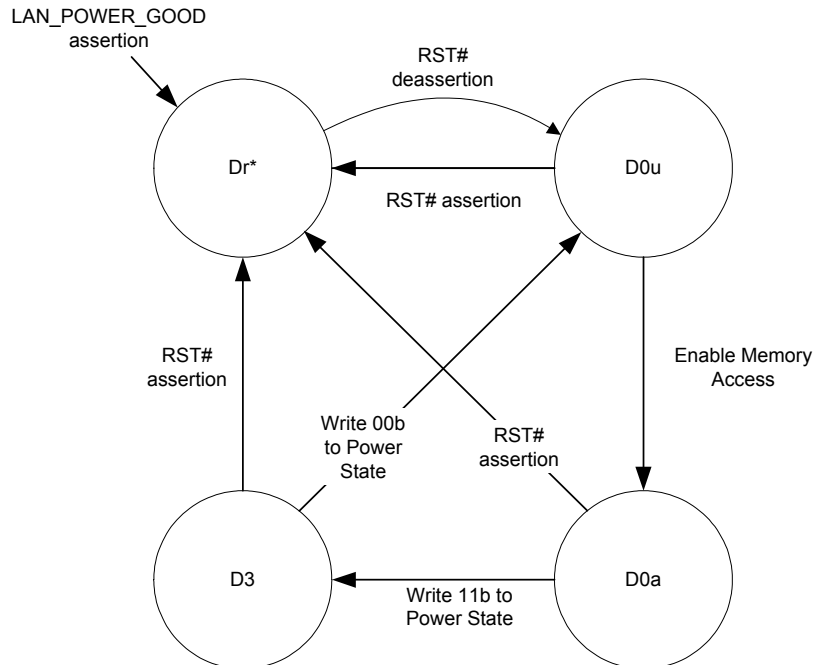 LAN_POWER_GOOD
assertion
RST#
deassertion
Dr*
D0u
RST# assertion
RST#
assertion
Enable Memory
Access
Write 00b
to Power
State
RST#
assertion
D3
D0a
Write 11b to
Power State